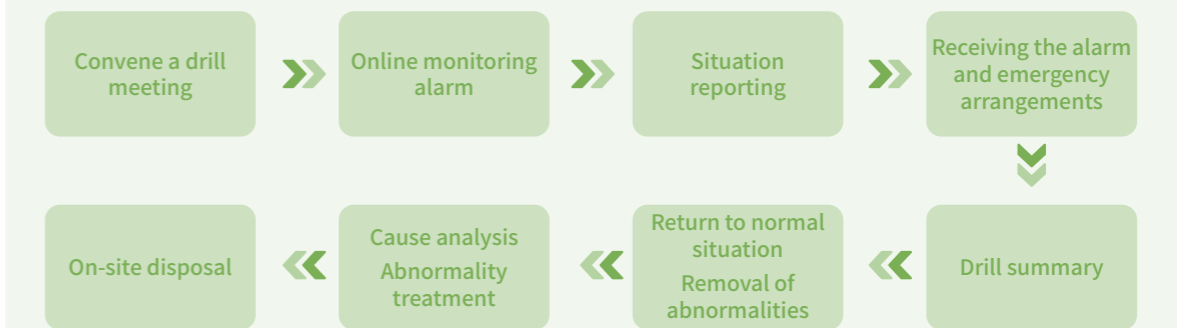 Convene a drill
meeting
Online monitoring
alarm
Situation
reporting
Receiving the alarm
and emergency
arrangements
Drill summary
Return to normal
situation
Removal of
abnormalities
Cause analysis
Abnormality
treatment
On-site disposal